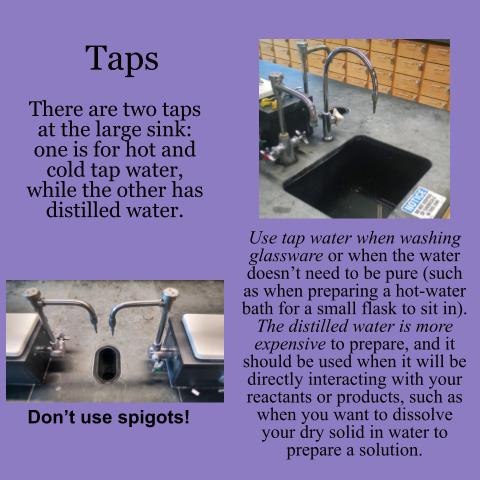 Taps
There are two taps
at the large sink:
one is for hot and
cold tap water,
while the other has
distilled water.
NOTICE
Use tap water when washing
glassware or when the water
doesn't need to be pure (such
as when preparing a hot-water
bath for a small flask to sit in).
The distilled water is more
expensive to prepare, and it
should be used when it will be
directly interacting with your
reactants or products, such as
when you want to dissolve
your dry solid in water to
prepare a solution.
Don't use spigots!